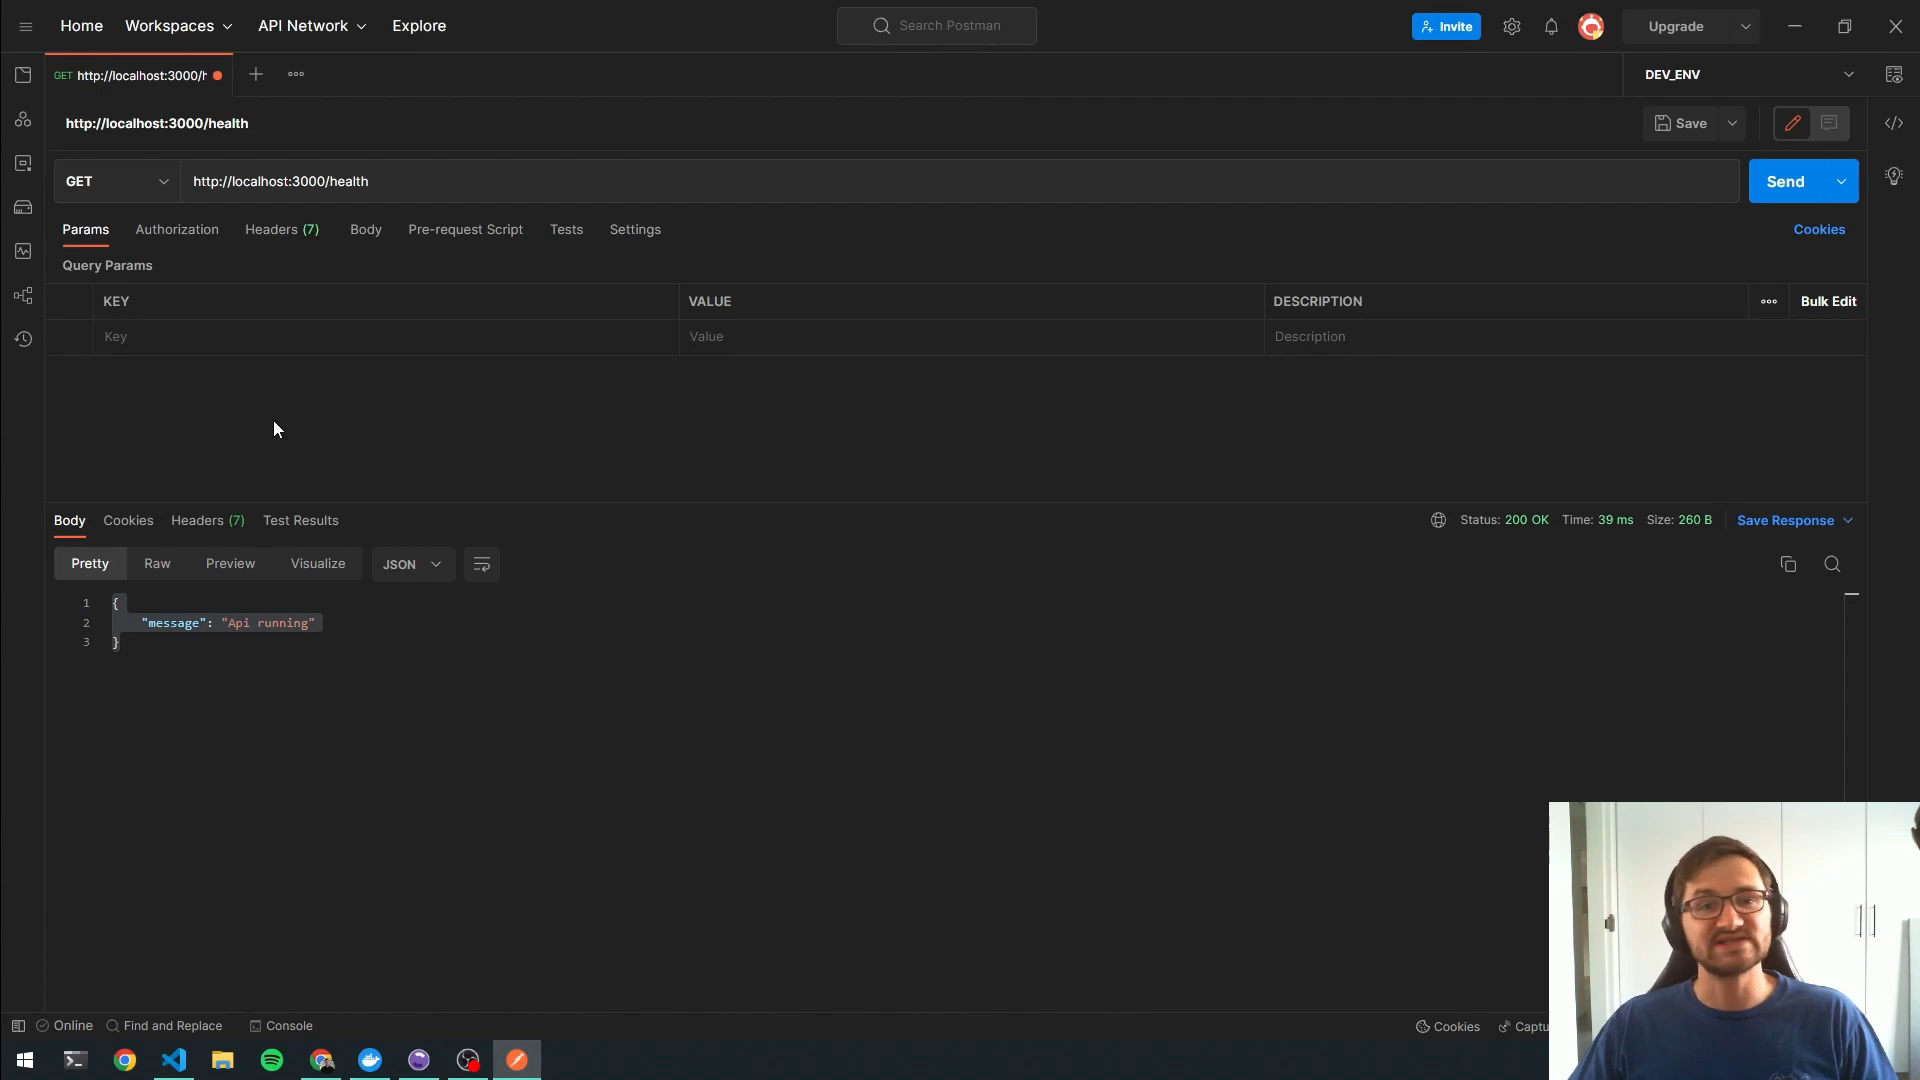 Home Workspaces API Network Explore Search Postman Invite Upgrade
GET http://localhost:3000/h DEV_ENV
http://localhost:3000/health Save
GET http://localhost:3000/health Send
Params Authorization Headers (7) Body Pre-request Script Tests Settings Cookies
Query Params
KEY VALUE DESCRIPTION Bulk Edit
Key Value Description
Body Cookies Headers (7) Test Results Status: 200 OK Time: 39 ms Size: 260 B Save Response
Pretty Raw Preview Visualize JSON
1 {
2 "message": "Api running"
3 }
Online Find and Replace Console Cookies Captu